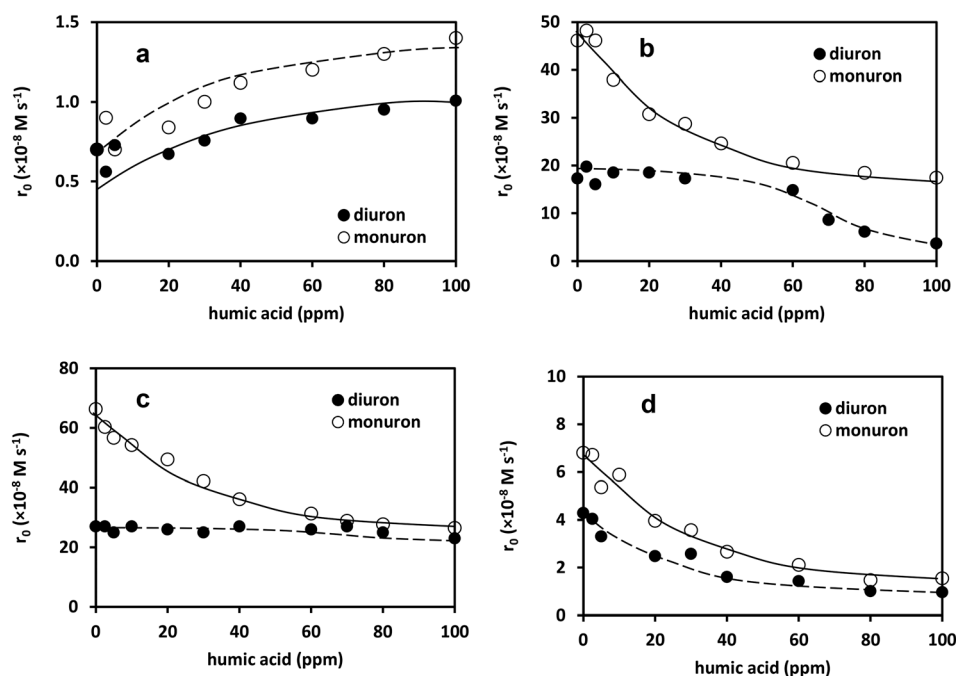 a
1.5
1.0
0.5
0.0
r0 (×10-8 M s-1)
diuron
monuron
0 20 40 60 80 100
humic acid (ppm)
b
50
40
30
20
10
0
r0 (×10-8 M s-1)
diuron
monuron
0 20 40 60 80 100
humic acid (ppm)
c
80
60
40
20
0
r0 (×10-8 M s-1)
diuron
monuron
0 20 40 60 80 100
humic acid (ppm)
d
10
8
6
4
2
0
r0 (×10-8 M s-1)
diuron
monuron
0 20 40 60 80 100
humic acid (ppm)